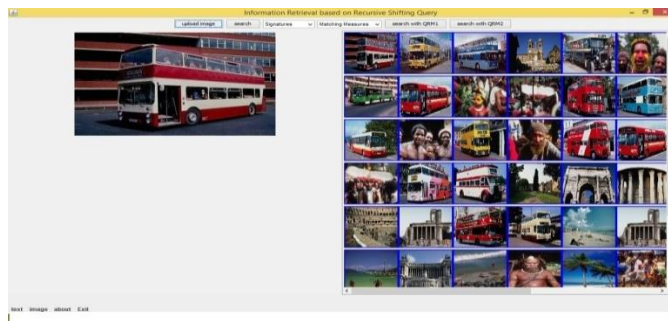 Information Retrieval based on Recursive Shifting Query
upload image search Signatures Matching Measures search with QRM1 search with QRM2
text image about Exit